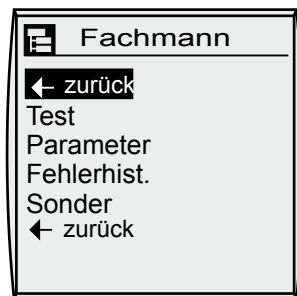 Fachmann
← zurück
Test
Parameter
Fehlerhist.
Sonder
← zurück